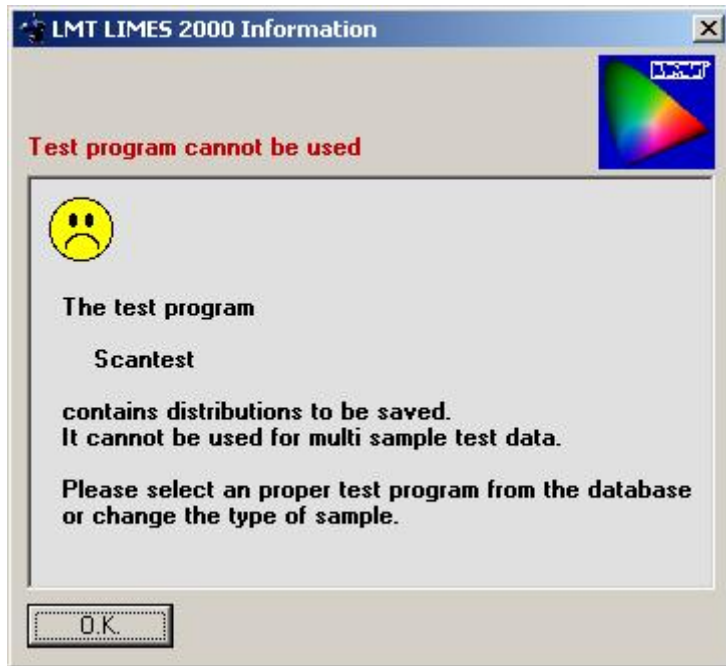 LMT LIMES 2000 Information
Test program cannot be used
The test program
Scantest
contains distributions to be saved.
It cannot be used for multi sample test data.
Please select an proper test program from the database
or change the type of sample.
O.K.